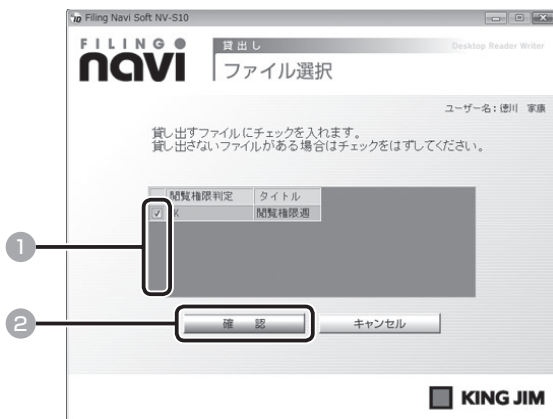 Filing Navi Soft NV-S10
FILING
navi
貸出し
Desktop Reader Writer
ファイル選択
ユーザー名:徳川 家康
貸し出すファイルにチェックを入れます。
貸し出さないファイルがある場合はチェックをはずしてください。
閲覧権限判定 タイトル
K 閲覧権限週
1
2
確認 キャンセル
KING JIM